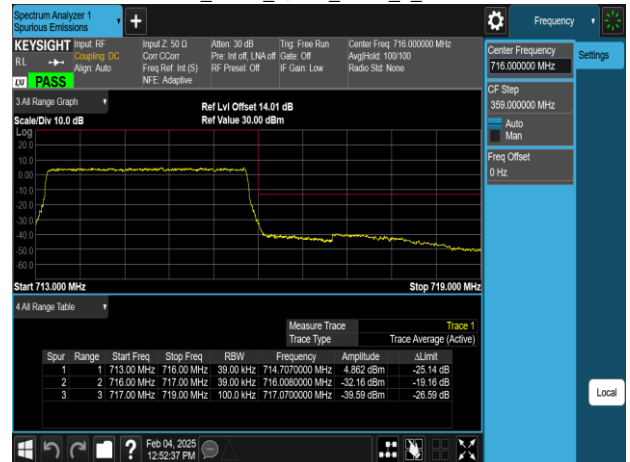 Spectrum Analyzer 1
Spurious Emissions
Frequency
KEYSIGHT
RL
LXI PASS
Input: RF
Coupling: DC
Align: Auto
Input Z: 50 Ω
Corr CCorr
Freq Ref: Int (S)
NFE: Adaptive
Atten: 30 dB
Pre: Int off, LNA off
RF Presel: Off
Trig: Free Run
Gate: Off
IF Gain: Low
Center Freq: 716.000000 MHz
Avg|Hold: 100/100
Radio Std: None
Center Frequency
716.000000 MHz
Settings
CF Step
359.000000 MHz
Auto
Man
Freq Offset
0 Hz
Local
3 All Range Graph
Scale/Div 10.0 dB
Ref Lvl Offset 14.01 dB
Ref Value 30.00 dBm
Log
20.0
10.0
0.00
-10.0
-20.0
-30.0
-40.0
-50.0
-60.0
Start 713.000 MHz
Stop 719.000 MHz
4 All Range Table
Measure Trace Trace 1
Trace Type Trace Average (Active)
Spur Range Start Freq Stop Freq RBW Frequency Amplitude ΔLimit
1 1 713.00 MHz 716.00 MHz 39.00 kHz 714.7070000 MHz 4.862 dBm -25.14 dB
2 2 716.00 MHz 717.00 MHz 39.00 kHz 716.0080000 MHz -32.16 dBm -19.16 dB
3 3 717.00 MHz 719.00 MHz 100.0 kHz 717.0700000 MHz -39.59 dBm -26.59 dB
Feb 04, 2025
12:52:37 PM